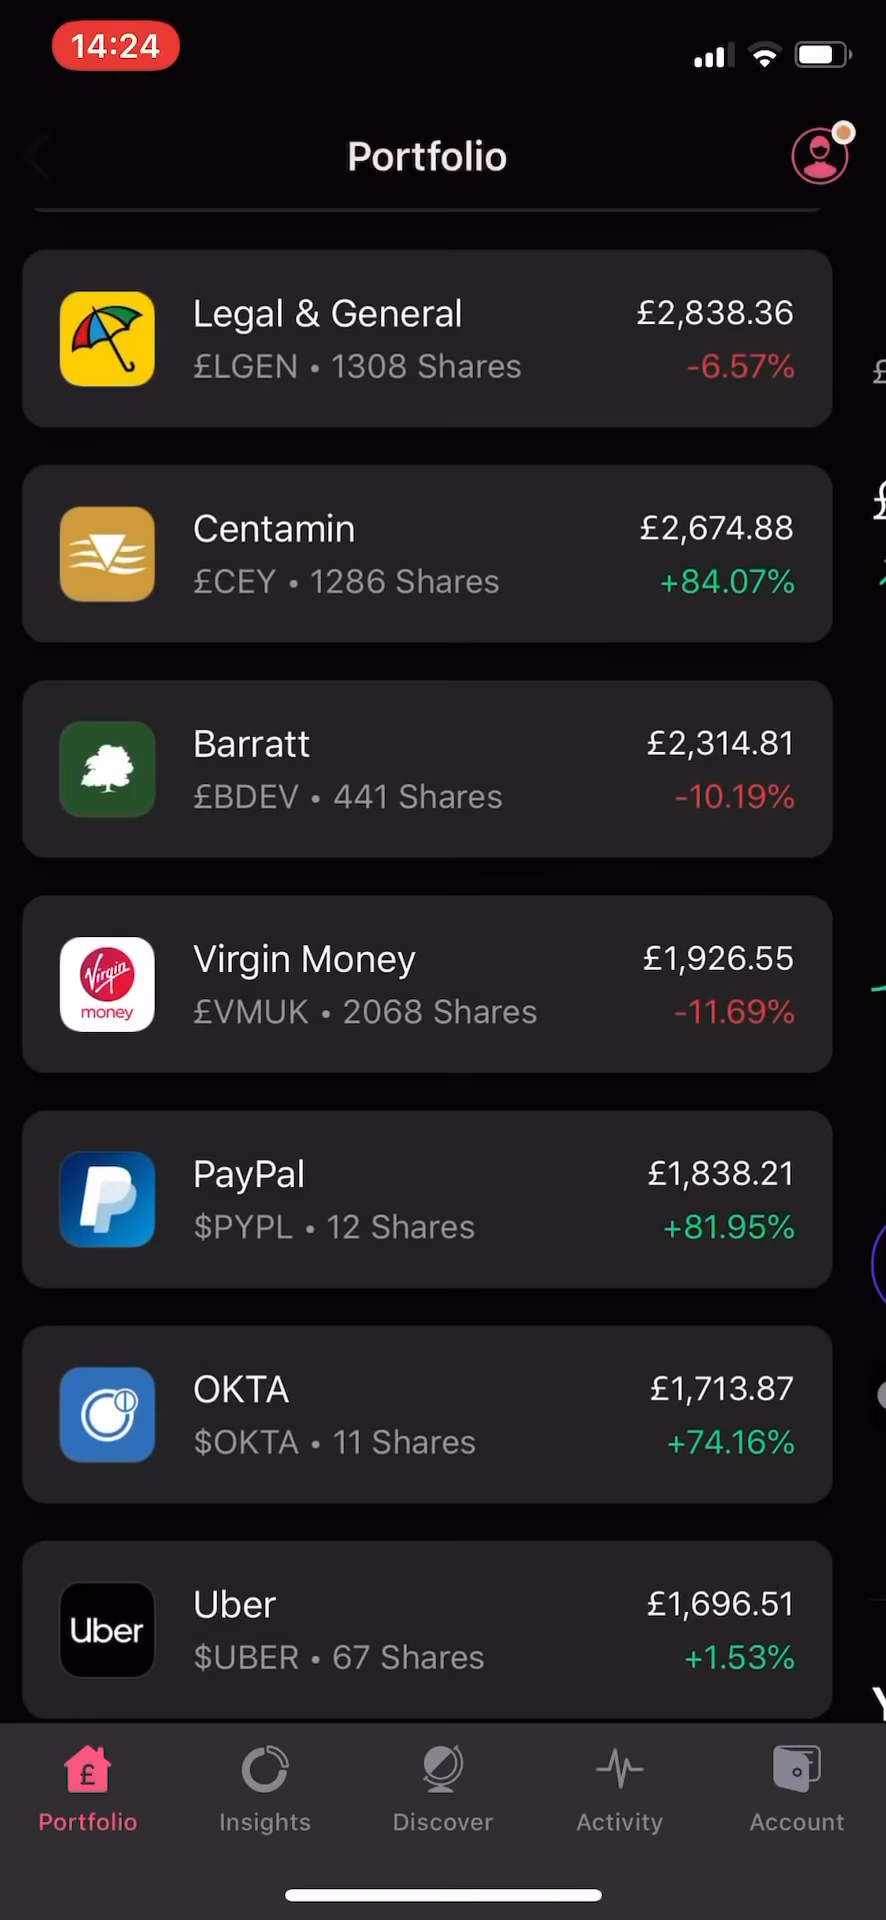 14:24
Portfolio
Legal & General
£2,838.36
£LGEN • 1308 Shares
-6.57%
£
Centamin
£2,674.88
£
£CEY • 1286 Shares
+84.07%
Barratt
£2,314.81
£BDEV • 441 Shares
-10.19%
Virgin
money
Virgin Money
£1,926.55
£VMUK • 2068 Shares
-11.69%
PayPal
£1,838.21
$PYPL • 12 Shares
+81.95%
OKTA
£1,713.87
$OKTA • 11 Shares
+74.16%
Uber
Uber
£1,696.51
$UBER • 67 Shares
+1.53%
£
Portfolio
Insights
Discover
Activity
Account